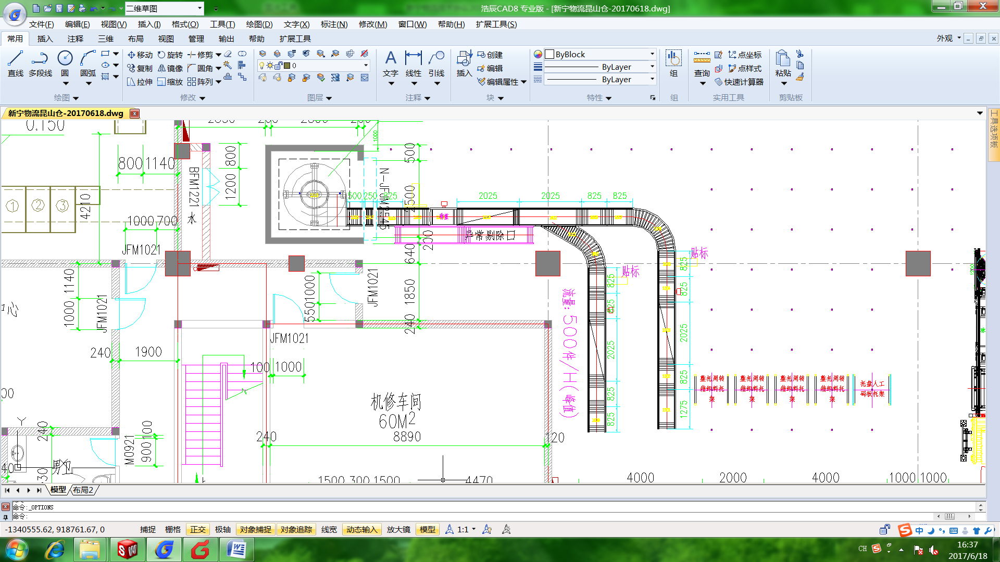 二维草图
浩辰CAD8 专业版 - [新宁物流昆山仓-20170618.dwg]
文件(F) 编辑(E) 视图(V) 插入(I) 格式(O) 工具(T) 绘图(D) 文字(X) 标注(N) 修改(M) 窗口(W) 帮助(H) 扩展工具(S)
常用 插入 注释 三维 布局 视图 管理 输出 帮助 扩展工具 外观
直线 多段线 圆 圆弧
移动 旋转 修剪
复制 镜像 圆角
拉伸 缩放 阵列
0
文字 线性 引线
插入 创建
编辑
编辑属性
ByBlock
ByLayer
ByLayer
组
查询 点坐标
点样式
快速计算器
粘贴
绘图 修改 图层 注释 块 特性 组 实用工具 剪贴板
新宁物流昆山仓-20170618.dwg
工具选项板
0.150
800 1140
BFM1221
水
800
1200
1000
500
1500
N-JFJM2545
4210
1 2 3
1000 700
JFM1021
500 250 825
2025 2025 825 825
称重
异常剔除口
200
640
贴标
贴标
825
825
1200
1140
1000
JFM1021
550 1000
JFM1021
1850
240
JFM1021
流量:500件/H(峰值)
825
2025
825
825
2025
825
1275
240 1900
100 1000
机修车间
60M2
8890
240
120
整托周转箱卸料托架
整托周转箱卸料托架
整托周转箱卸料托架
整托周转箱卸料托架
托盘人工码板托架
240
M0921
900 100
男卫
Y
1500 300 1500 4470
4000 2000 4000 1000 1000
模型 布局2
命令:_OPTIONS
命令:
-1340555.62, 918761.67, 0
捕捉 栅格 正交 极轴 对象捕捉 对象追踪 线宽 动态输入 放大镜 模型 1:1
中
CH
16:37
2017/6/18